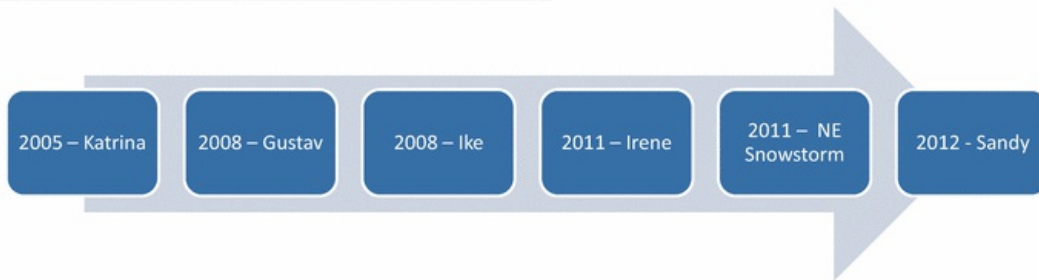 2005 – Katrina
2008 – Gustav
2008 – Ike
2011 – Irene
2011 – NE
Snowstorm
2012 - Sandy